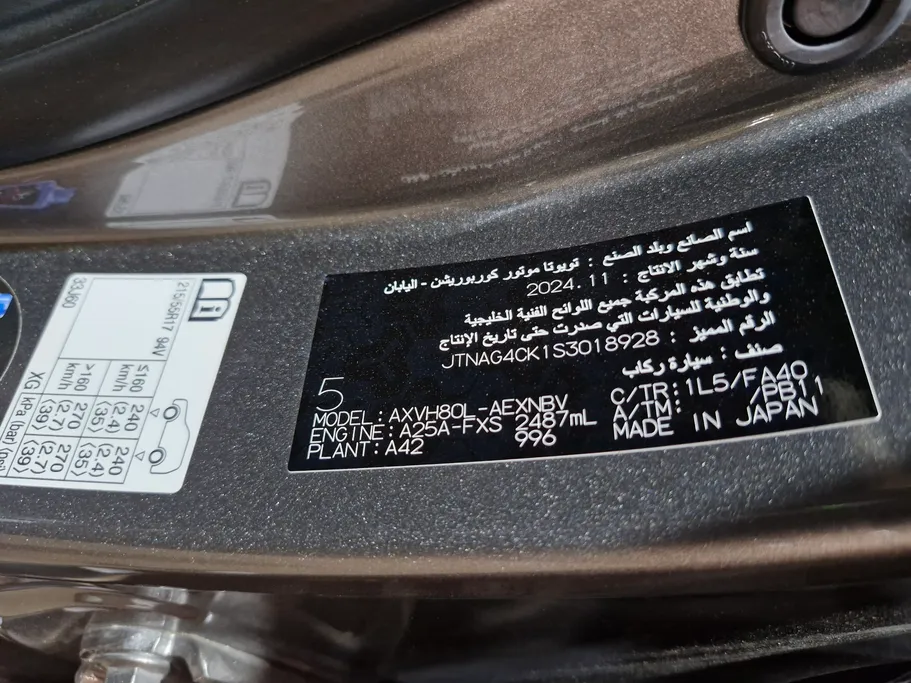 اسم الصانع وبلد الصنع : تويوتا موتور كوربوريشن - اليابان
سنة وشهر الانتاج : 2024.11
تطابق هذه المركبة جميع اللوائح الفنية الخليجية
والوطنية للسيارات التي صدرت حتى تاريخ الإنتاج
الرقم المميز : JTNAG4CK1S3018928
صنف : سيارة ركاب
5
MODEL:AXVH80L-AEXNBV C/TR:1L5/FA40
ENGINE:A25A-FXS 2487mL A/TM: /PB11
PLANT:A42 996 MADE IN JAPAN
33J60
215/55R17 94V
≤160 km/h 240 (2.4) (35) 240 (2.4) (35)
>160 km/h 270 (2.7) (39) 270 (2.7) (39)
XG kPa (bar) (psi)